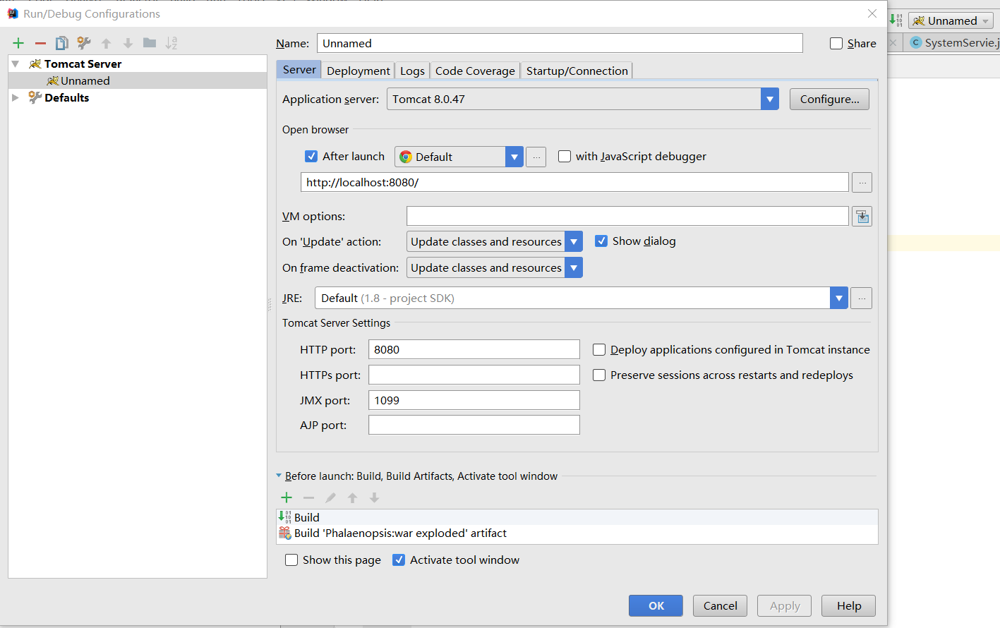 Run/Debug Configurations
Unnamed
SystemServie.j
Name: Unnamed
Share
Tomcat Server
Unnamed
Defaults
Server Deployment Logs Code Coverage Startup/Connection
Application server: Tomcat 8.0.47 Configure...
Open browser
After launch Default ... with JavaScript debugger
http://localhost:8080/ ...
VM options:
On 'Update' action: Update classes and resources Show dialog
On frame deactivation: Update classes and resources
JRE: Default (1.8 - project SDK) ...
Tomcat Server Settings
HTTP port: 8080 Deploy applications configured in Tomcat instance
HTTPs port: Preserve sessions across restarts and redeploys
JMX port: 1099
AJP port:
Before launch: Build, Build Artifacts, Activate tool window
Build
Build 'Phalaenopsis:war exploded' artifact
Show this page Activate tool window
OK Cancel Apply Help